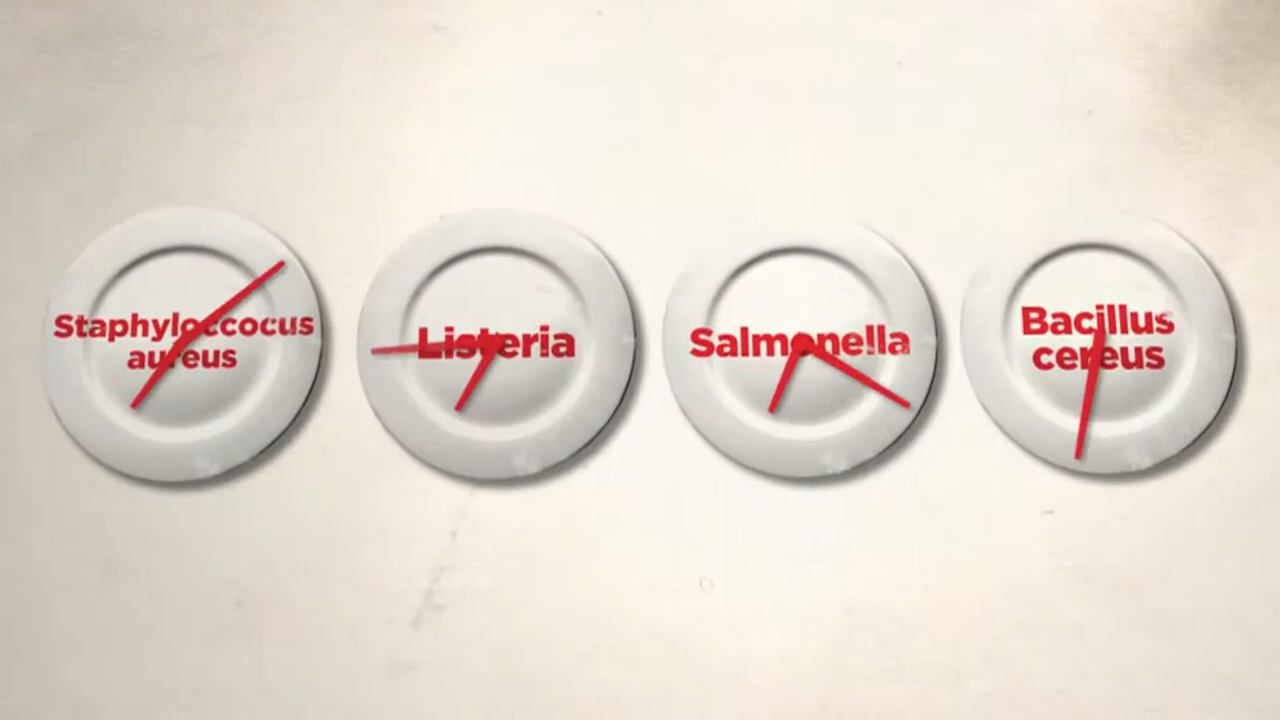 Staphyloccocus
aureus
Listeria
Salmonella
Bacillus
cereus